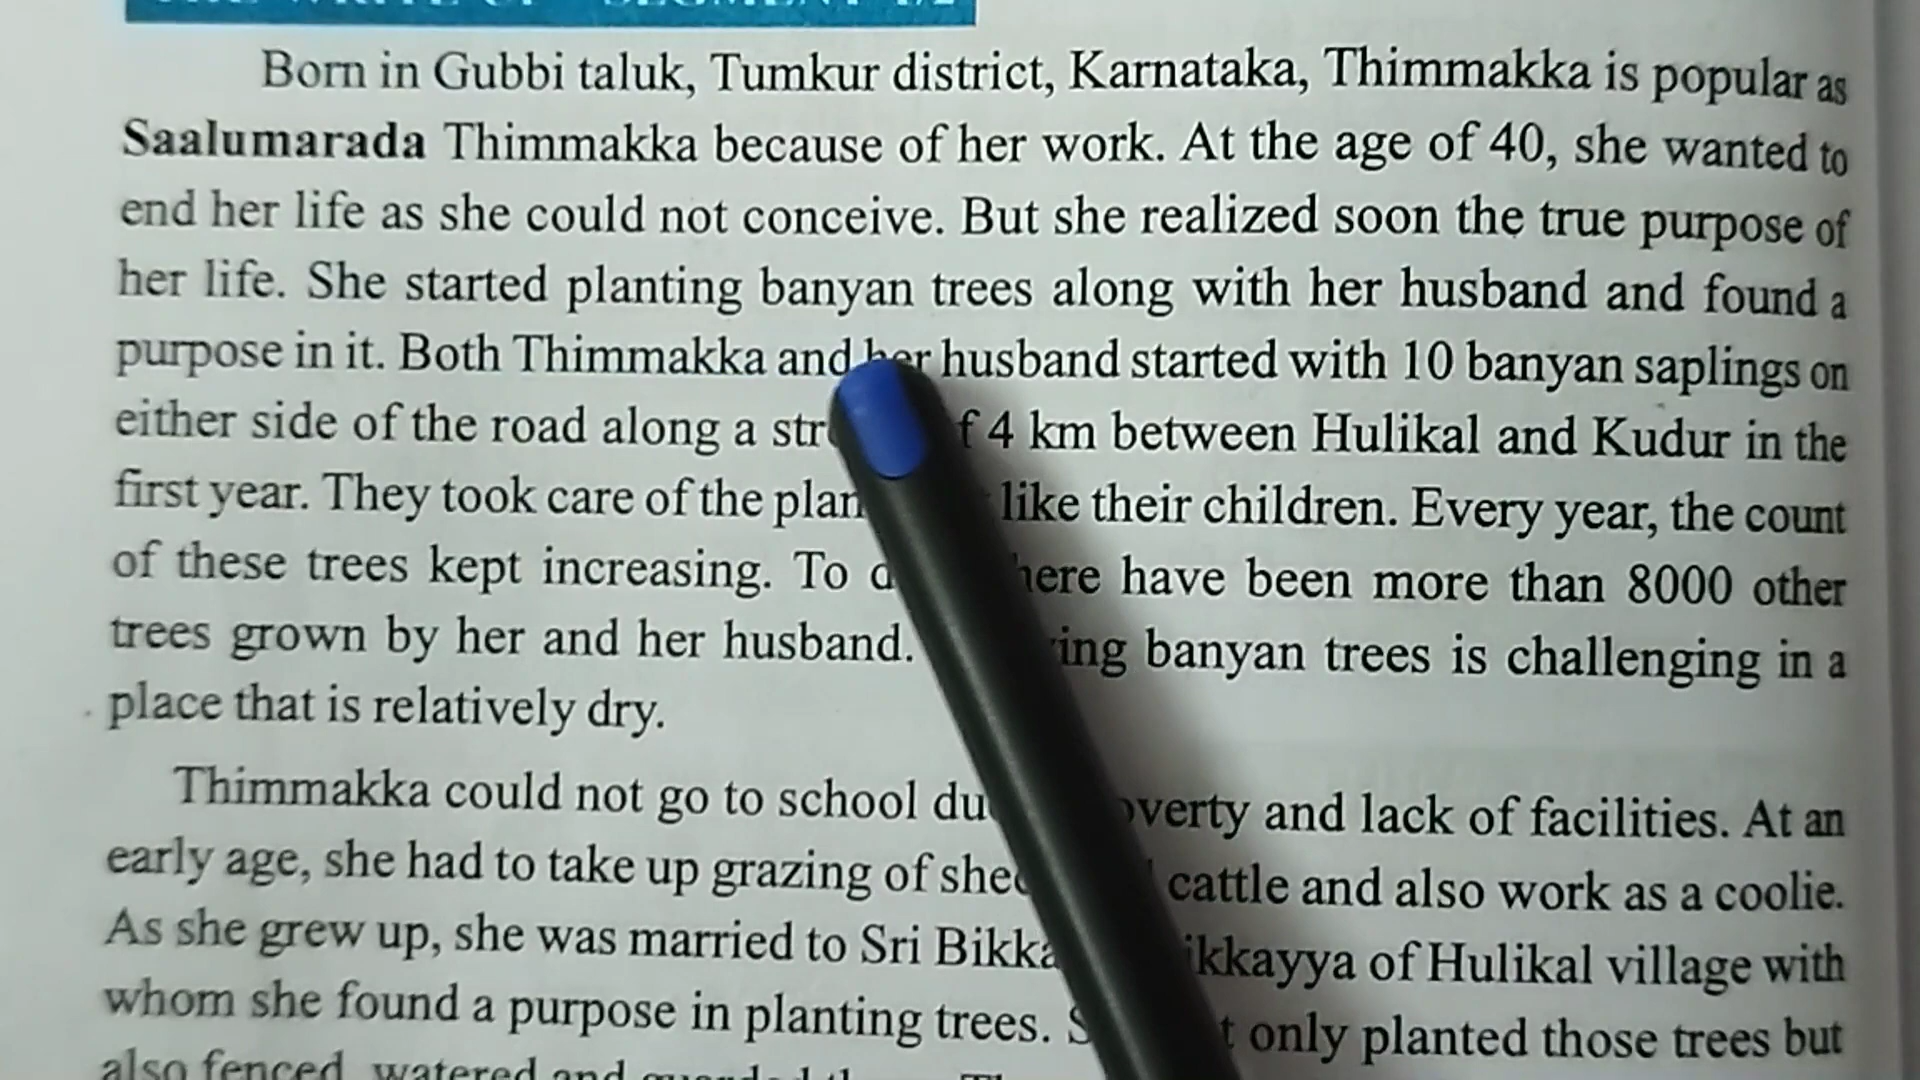 Born in Gubbi taluk, Tumkur district, Karnataka, Thimmakka is popular as
Saalumarada Thimmakka because of her work. At the age of 40, she wanted to
end her life as she could not conceive. But she realized soon the true purpose of
her life. She started planting banyan trees along with her husband and found a
purpose in it. Both Thimmakka and her husband started with 10 banyan saplings on
either side of the road along a 4 km between Hulikal and Kudur in the
first year. They took care of the like their children. Every year, the count
of these trees kept increasing. To have been more than 8000 other
trees grown by her and her husband. banyan trees is challenging in a
place that is relatively dry.
Thimmakka could not go to school poverty and lack of facilities. At an
early age, she had to take up grazing of cattle and also work as a coolie.
As she grew up, she was married to Sri of Hulikal village with
whom she found a purpose in planting trees. only planted those trees but
also fenced, watered and